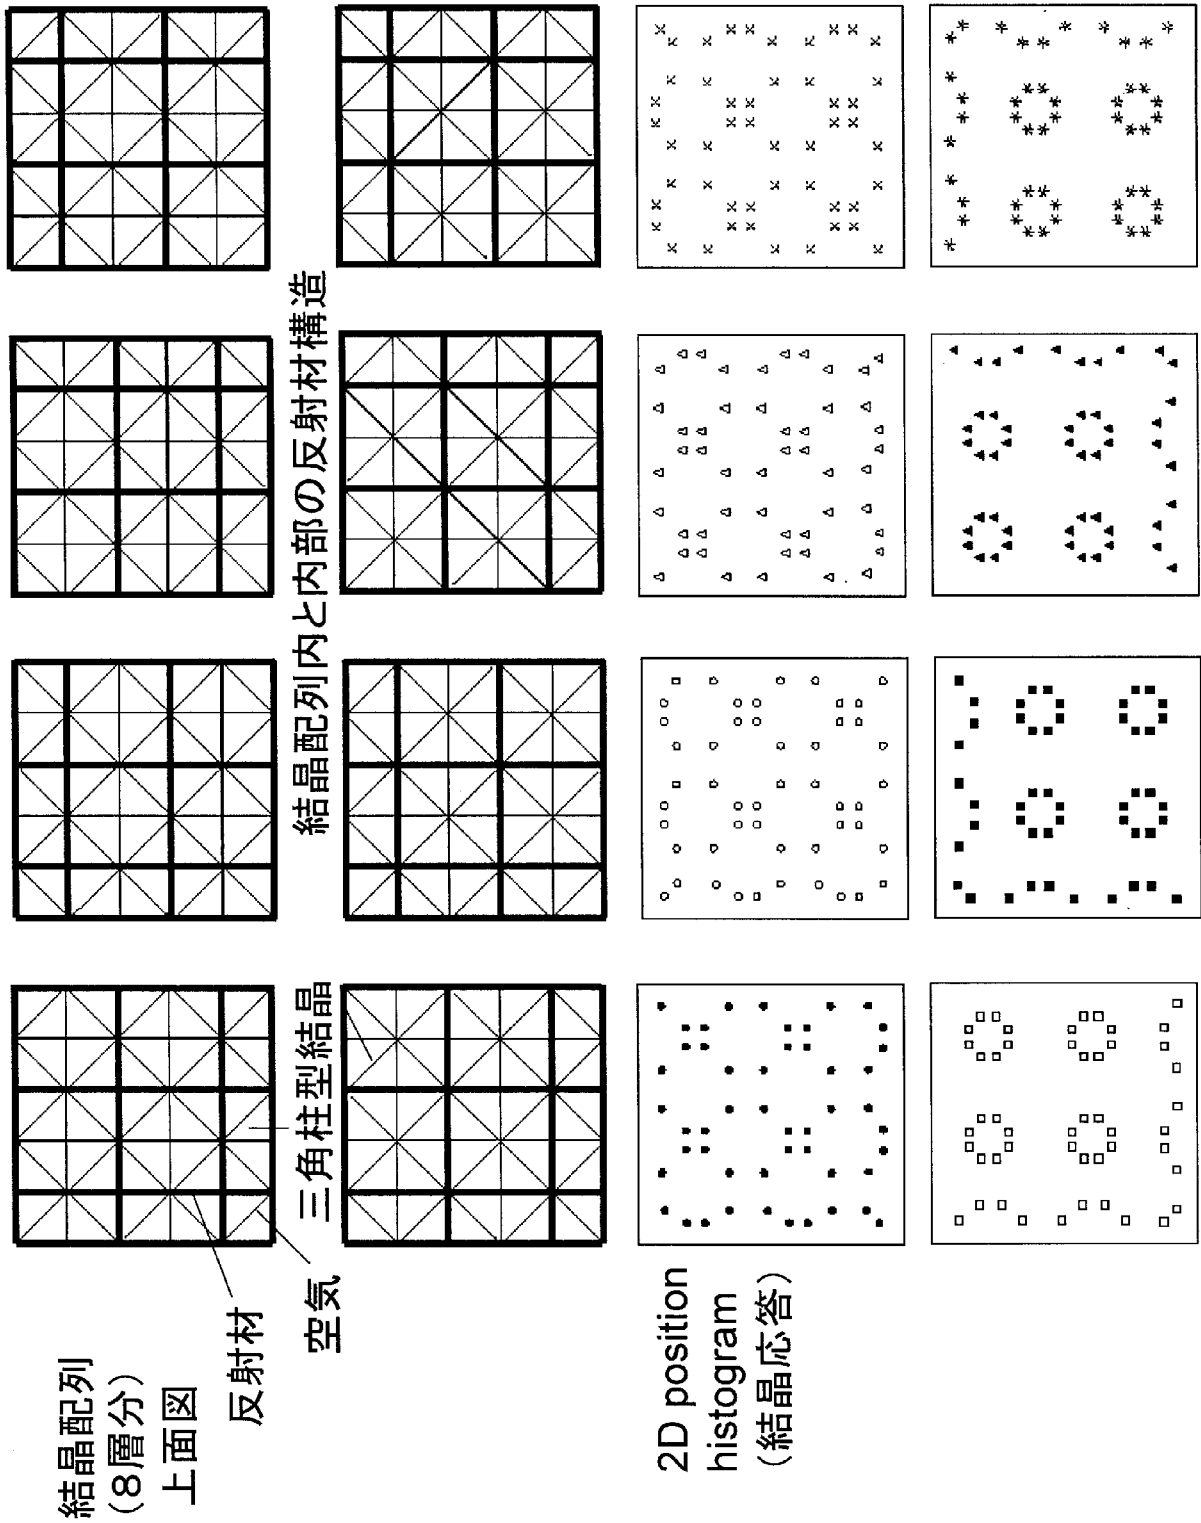 結晶配列
(8層分)
上面図
反射材
空気
三角柱型結晶
結晶配列内と内部の反射材構造
2D position
histogram
(結晶応答)